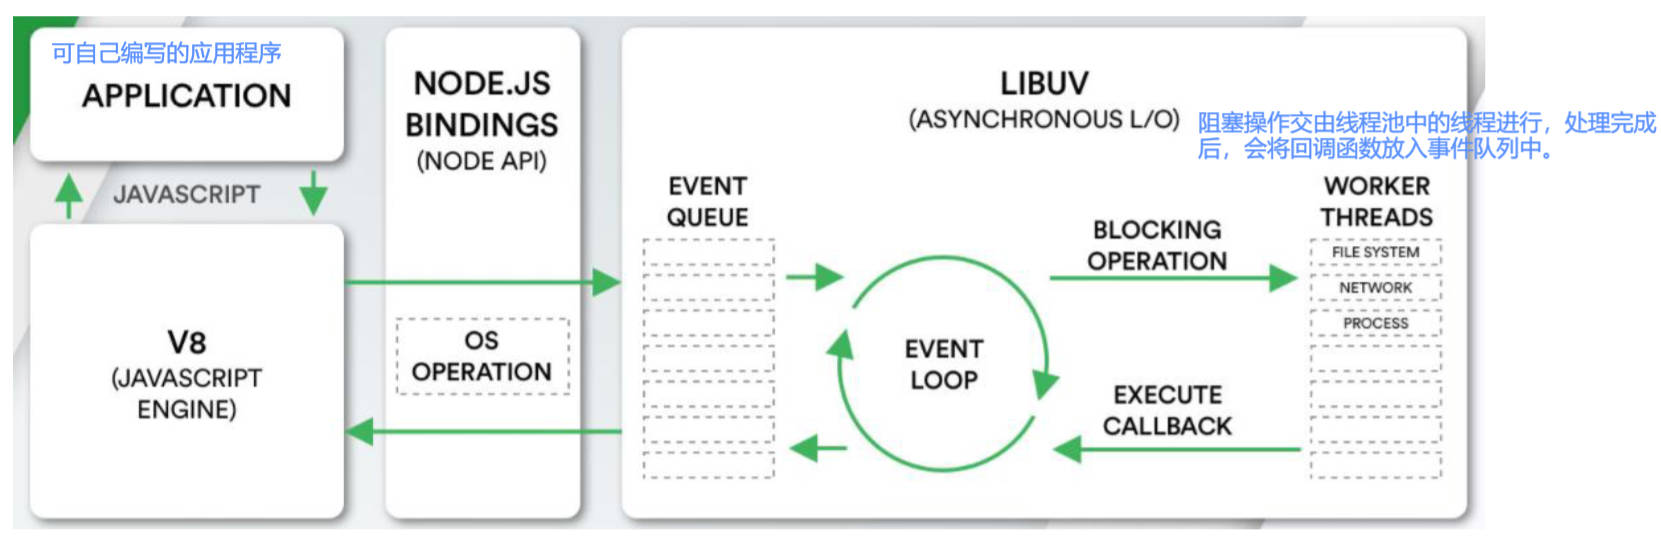 可自己编写的应用程序
APPLICATION
JAVASCRIPT
V8
(JAVASCRIPT
ENGINE)
NODE.JS
BINDINGS
(NODE API)
OS
OPERATION
LIBUV
(ASYNCHRONOUS L/O)
阻塞操作交由线程池中的线程进行，处理完成
后，会将回调函数放入事件队列中。
EVENT
QUEUE
EVENT
LOOP
BLOCKING
OPERATION
EXECUTE
CALLBACK
WORKER
THREADS
FILE SYSTEM
NETWORK
PROCESS